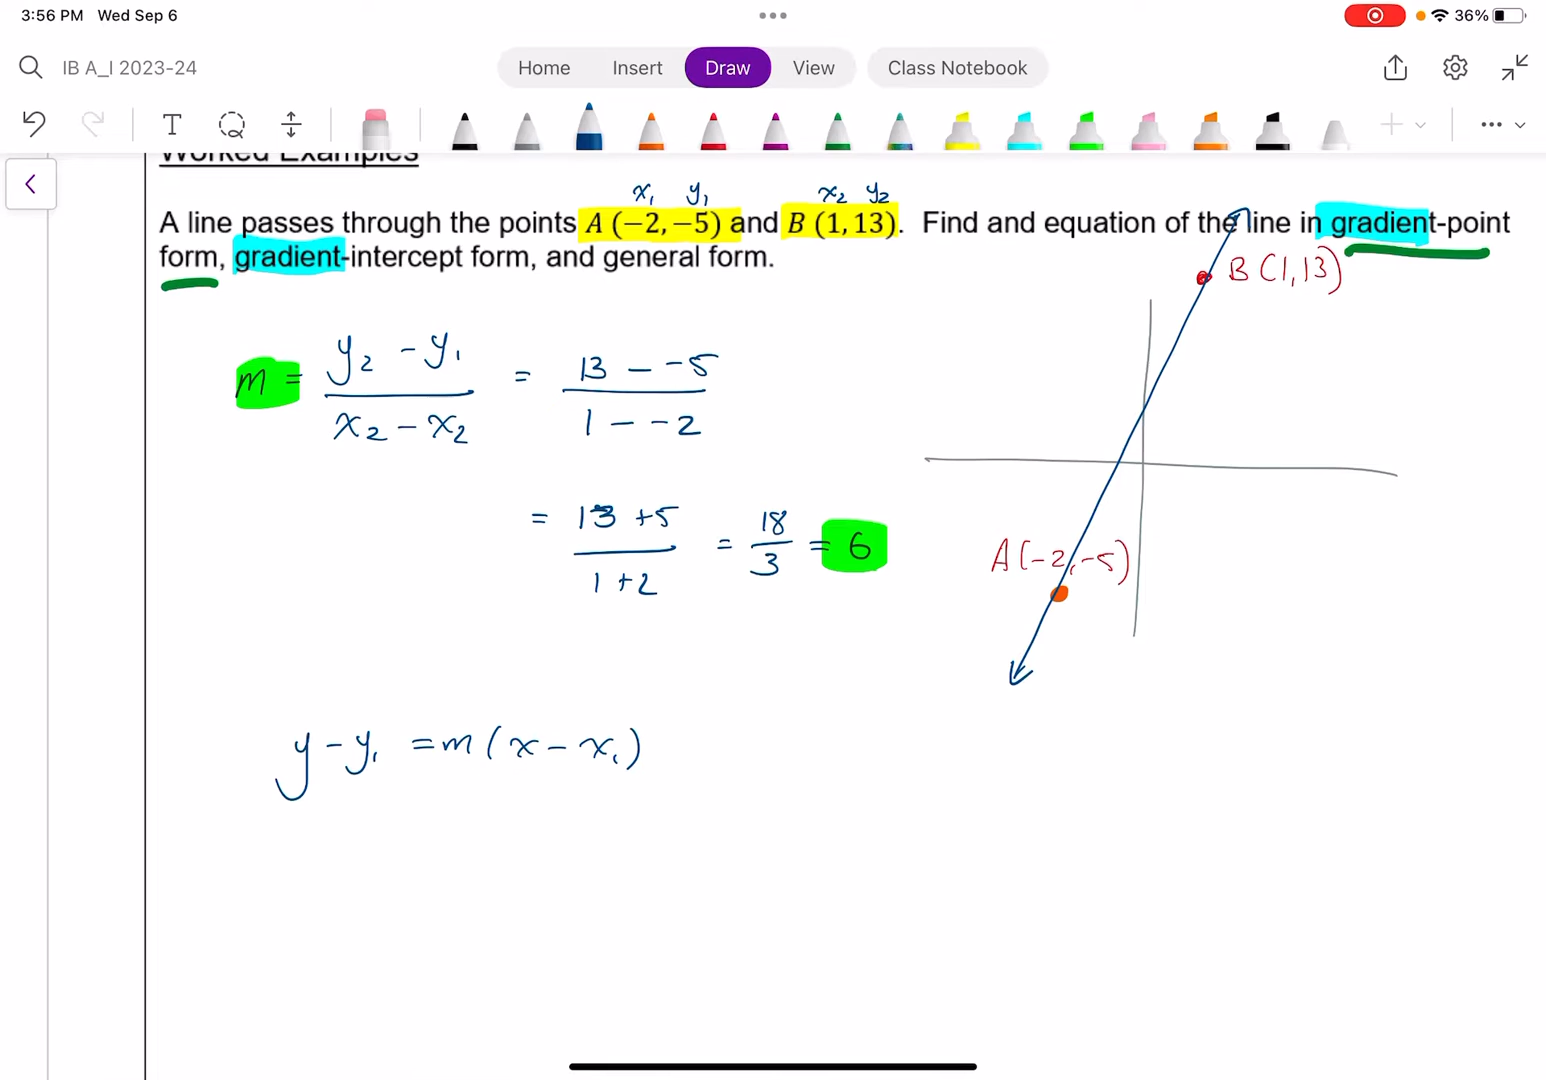 3:56 PM Wed Sep 6
36%
IB A_I 2023-24
Home Insert Draw View Class Notebook
T
Worked Examples
x₁ y₁ x₂ y₂
A line passes through the points A (−2, −5) and B (1, 13). Find and equation of the line in gradient-point
form, gradient-intercept form, and general form.
B (1, 13)
m = y₂ - y₁ / x₂ - x₂ = 13 - -5 / 1 - -2
= 13 + 5 / 1 + 2 = 18 / 3 = 6
A (-2, -5)
y - y₁ = m (x - x₁)